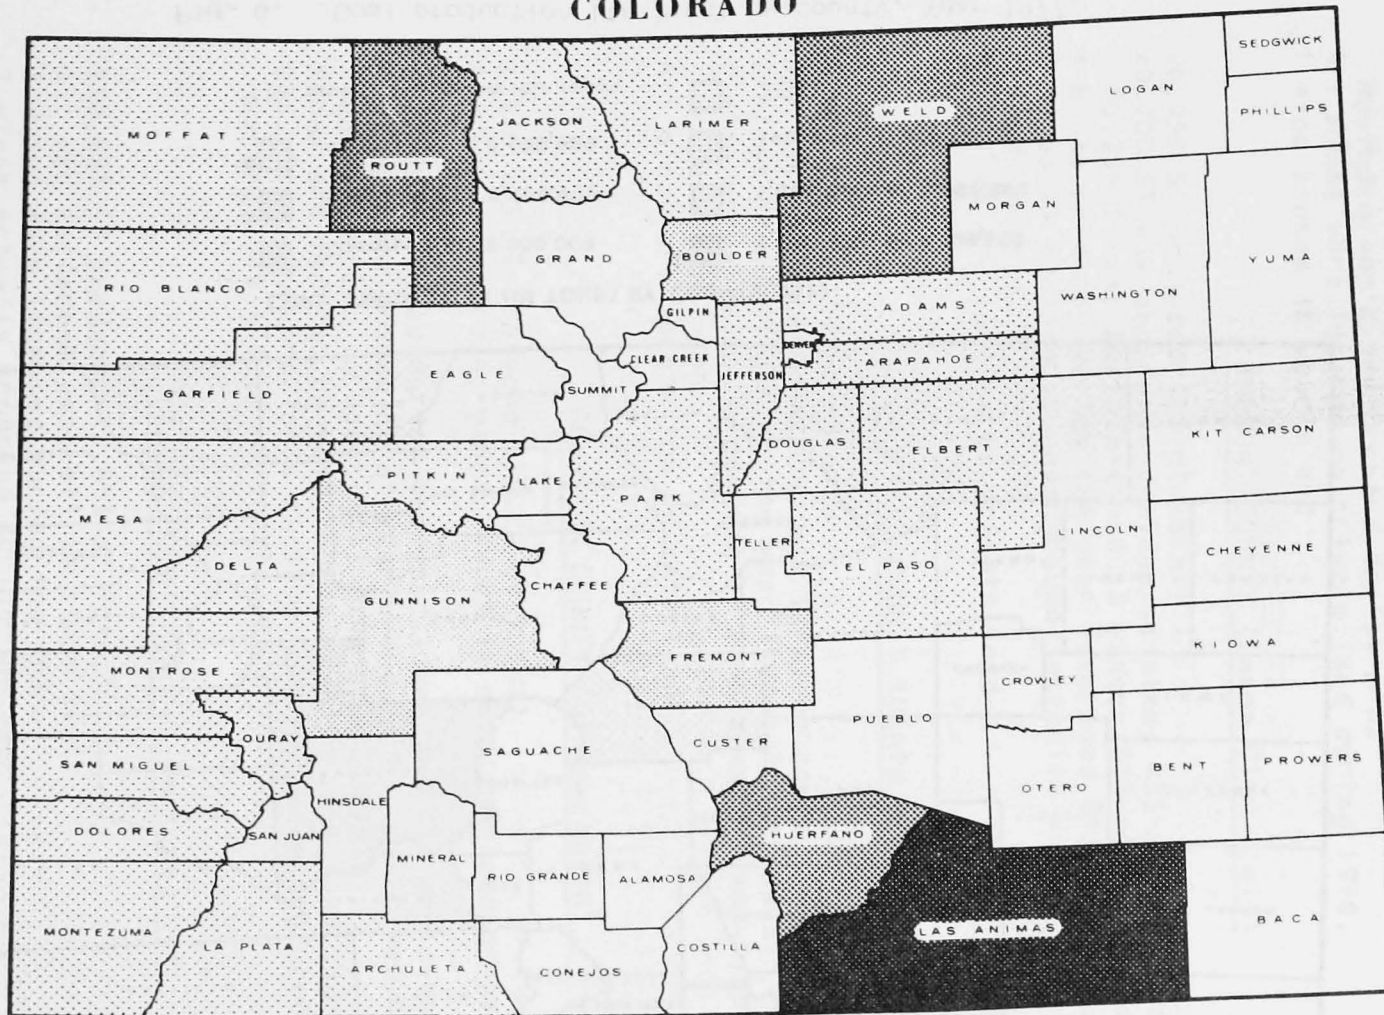 COLORADO
SEDGWICK
LOGAN
PHILLIPS
WELD
MOFFAT
JACKSON
LARIMER
ROUTT
MORGAN
GRAND
BOULDER
YUMA
RIO BLANCO
WASHINGTON
ADAMS
GILPIN
DENVER
CLEAR CREEK
ARAPAHOE
EAGLE
JEFFERSON
SUMMIT
GARFIELD
KIT CARSON
DOUGLAS
ELBERT
PITKIN
LAKE
PARK
MESA
LINCOLN
TELLER
CHEYENNE
DELTA
EL PASO
CHAFFEE
GUNNISON
KIOWA
FREMONT
MONTROSE
CROWLEY
PUEBLO
OURAY
CUSTER
SAGUACHE
PROWERS
SAN MIGUEL
BENT
OTERO
HINSDALE
DOLORES
SAN JUAN
HUERFANO
MINERAL
RIO GRANDE
ALAMOSA
BACA
LAS ANIMAS
MONTEZUMA
LA PLATA
COSTILLA
ARCHULETA
CONEJOS